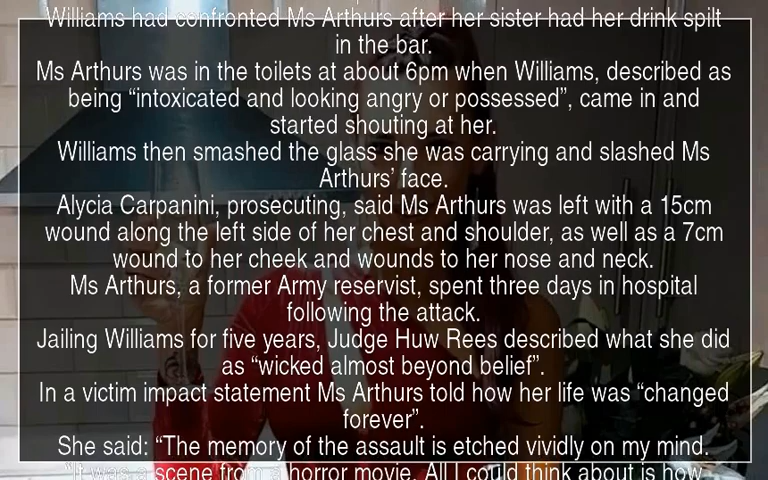 Williams had confronted Ms Arthurs after her sister had her drink spilt
in the bar.
Ms Arthurs was in the toilets at about 6pm when Williams, described as
being “intoxicated and looking angry or possessed”, came in and
started shouting at her.
Williams then smashed the glass she was carrying and slashed Ms
Arthurs’ face.
Alycia Carpanini, prosecuting, said Ms Arthurs was left with a 15cm
wound along the left side of her chest and shoulder, as well as a 7cm
wound to her cheek and wounds to her nose and neck.
Ms Arthurs, a former Army reservist, spent three days in hospital
following the attack.
Jailing Williams for five years, Judge Huw Rees described what she did
as “wicked almost beyond belief”.
In a victim impact statement Ms Arthurs told how her life was “changed
forever”.
She said: “The memory of the assault is etched vividly on my mind.
“It was a scene from a horror movie. All I could think about is how